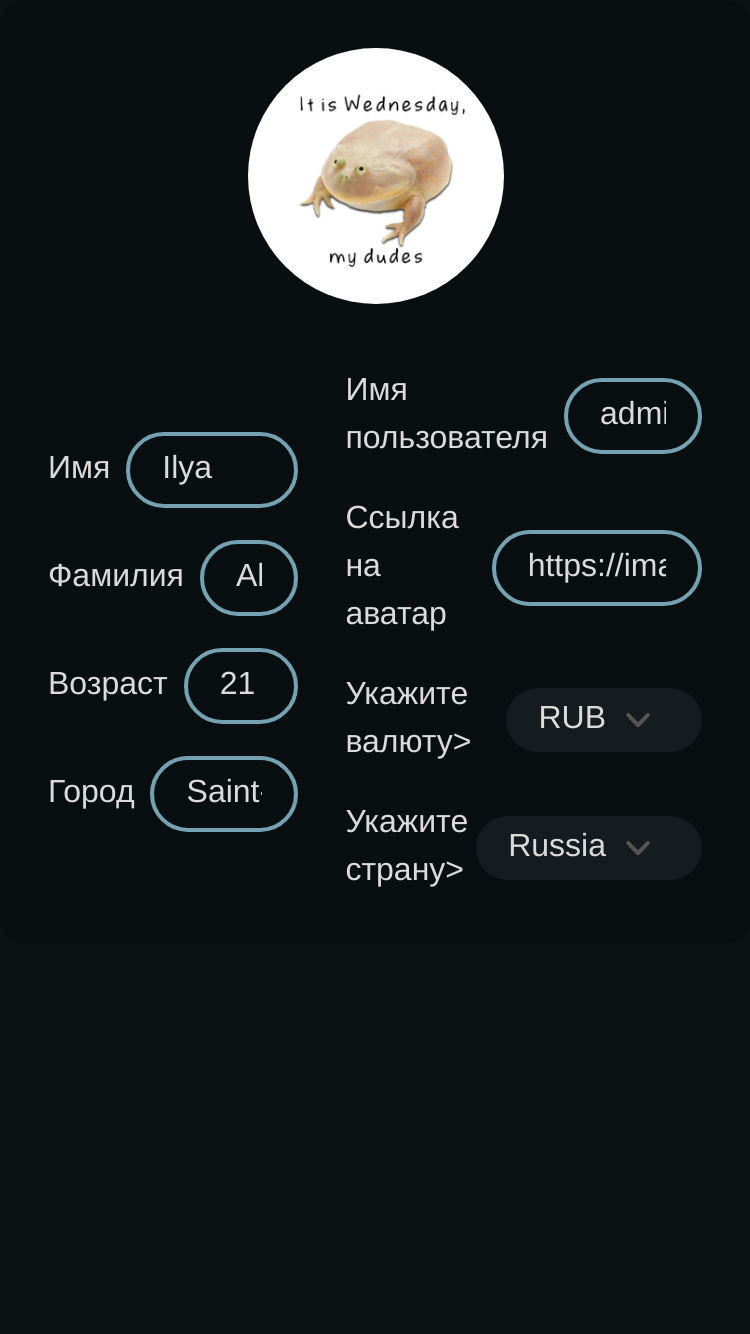 It is Wednesday,
my dudes
Имя
Ilya
Фамилия
Возраст
21
Город
Saint-
Имя
пользователя
admi
Ссылка
на
аватар
https://ima
Укажите
валюту>
RUB
Укажите
страну>
Russia